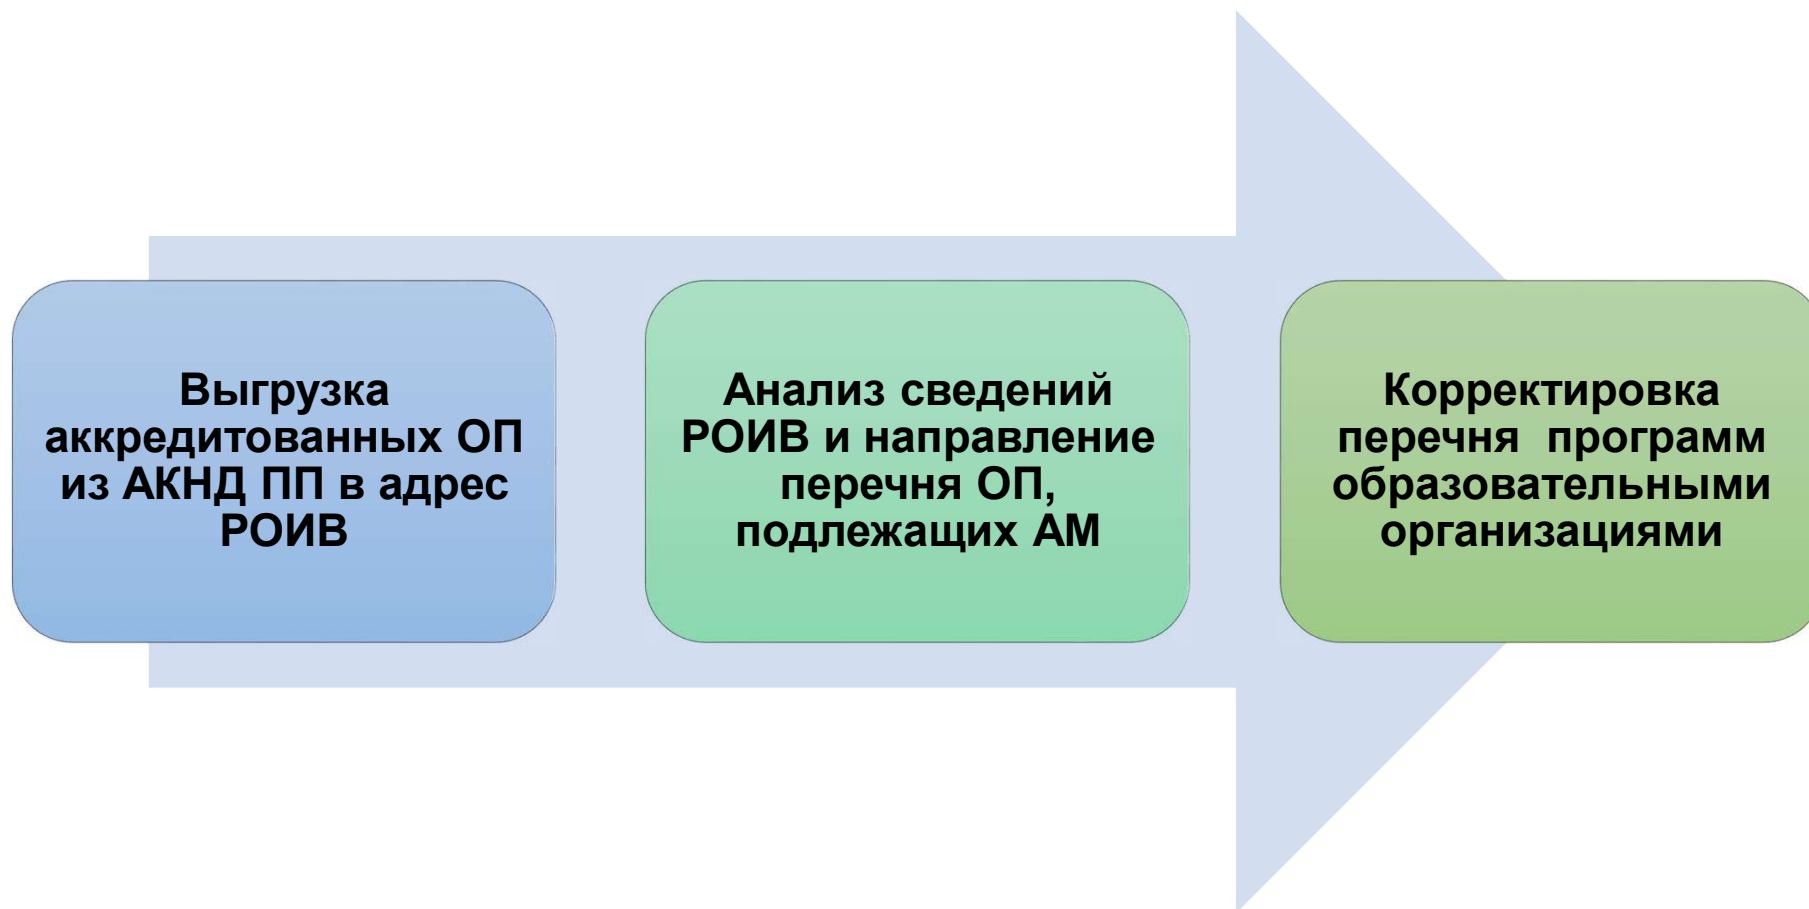 Выгрузка
аккредитованных ОП
из АКНД ПП в адрес
РОИВ
Анализ сведений
РОИВ и направление
перечня ОП,
подлежащих АМ
Корректировка
перечня  программ
образовательными
организациями